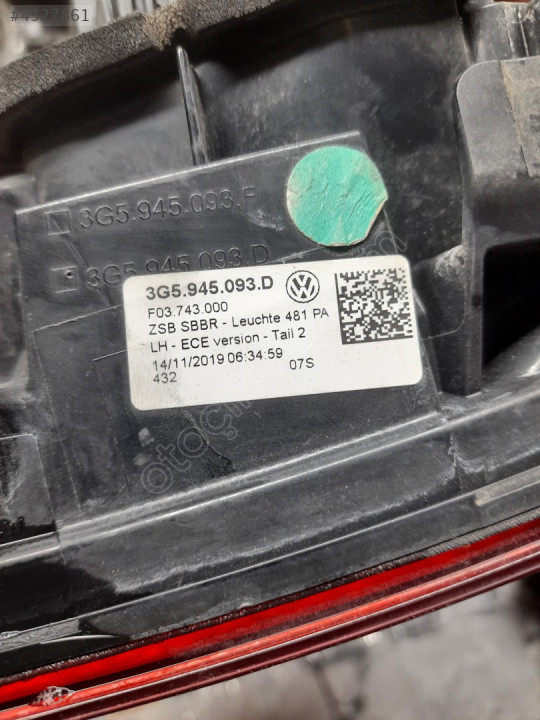 #4327861
3G5.945.093.F
3G5.945.093.D
3G5.945.093.D
F03.743.000
ZSB SBBR - Leuchte 481 PA
LH - ECE version - Tail 2
14/11/2019 06:34:59
432 07S